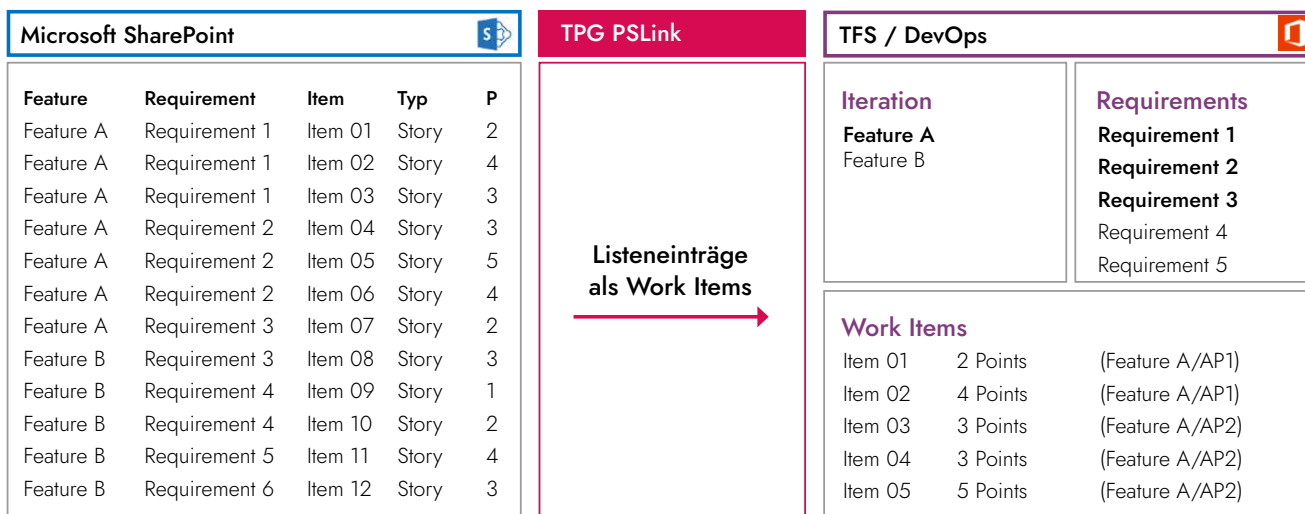 Microsoft SharePoint
Feature Requirement Item Typ P
Feature A Requirement 1 Item 01 Story 2
Feature A Requirement 1 Item 02 Story 4
Feature A Requirement 1 Item 03 Story 3
Feature A Requirement 2 Item 04 Story 3
Feature A Requirement 2 Item 05 Story 5
Feature A Requirement 2 Item 06 Story 4
Feature A Requirement 3 Item 07 Story 2
Feature B Requirement 3 Item 08 Story 3
Feature B Requirement 4 Item 09 Story 1
Feature B Requirement 4 Item 10 Story 2
Feature B Requirement 5 Item 11 Story 4
Feature B Requirement 6 Item 12 Story 3
TPG PSLink
Listeneinträge
als Work Items
TFS / DevOps
Iteration
Feature A
Feature B
Requirements
Requirement 1
Requirement 2
Requirement 3
Requirement 4
Requirement 5
Work Items
Item 01 2 Points (Feature A/AP1)
Item 02 4 Points (Feature A/AP1)
Item 03 3 Points (Feature A/AP2)
Item 04 3 Points (Feature A/AP2)
Item 05 5 Points (Feature A/AP2)